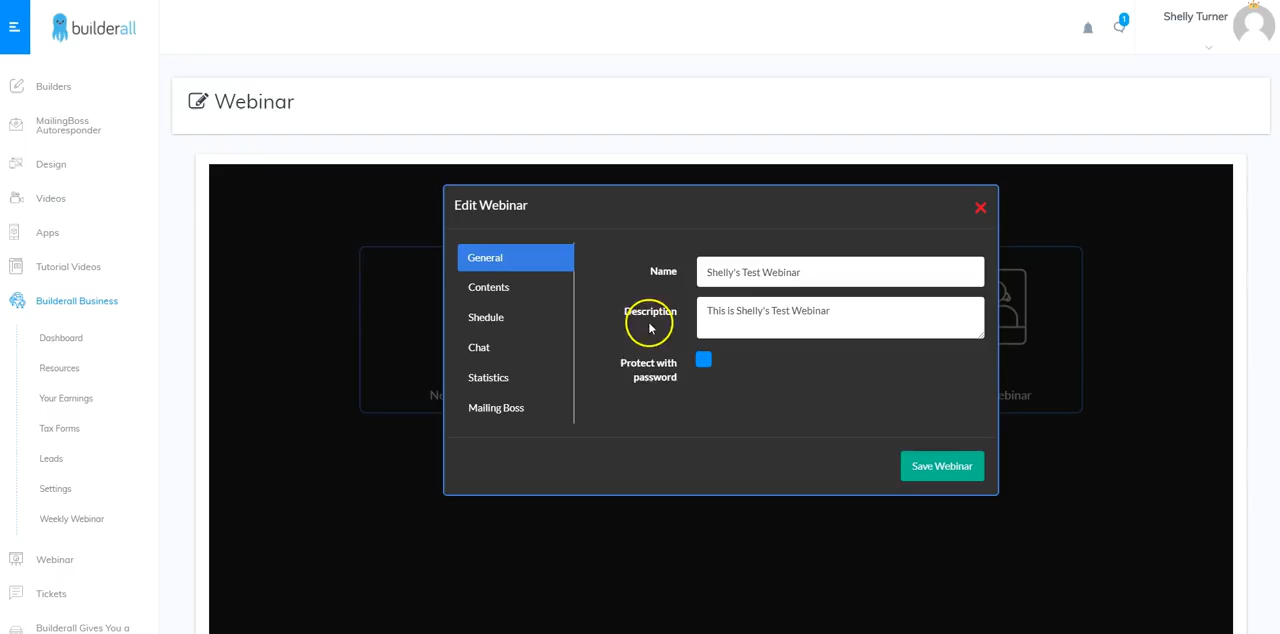 builderall
1
Shelly Turner
Builders
MailingBoss
Autoresponder
Design
Videos
Apps
Tutorial Videos
Builderall Business
Dashboard
Resources
Your Earnings
Tax Forms
Leads
Settings
Weekly Webinar
Webinar
Tickets
Builderall Gives You a
Webinar
Edit Webinar
General
Contents
Shedule
Chat
Statistics
Mailing Boss
Name
Shelly's Test Webinar
Description
This is Shelly's Test Webinar
Protect with
password
Save Webinar